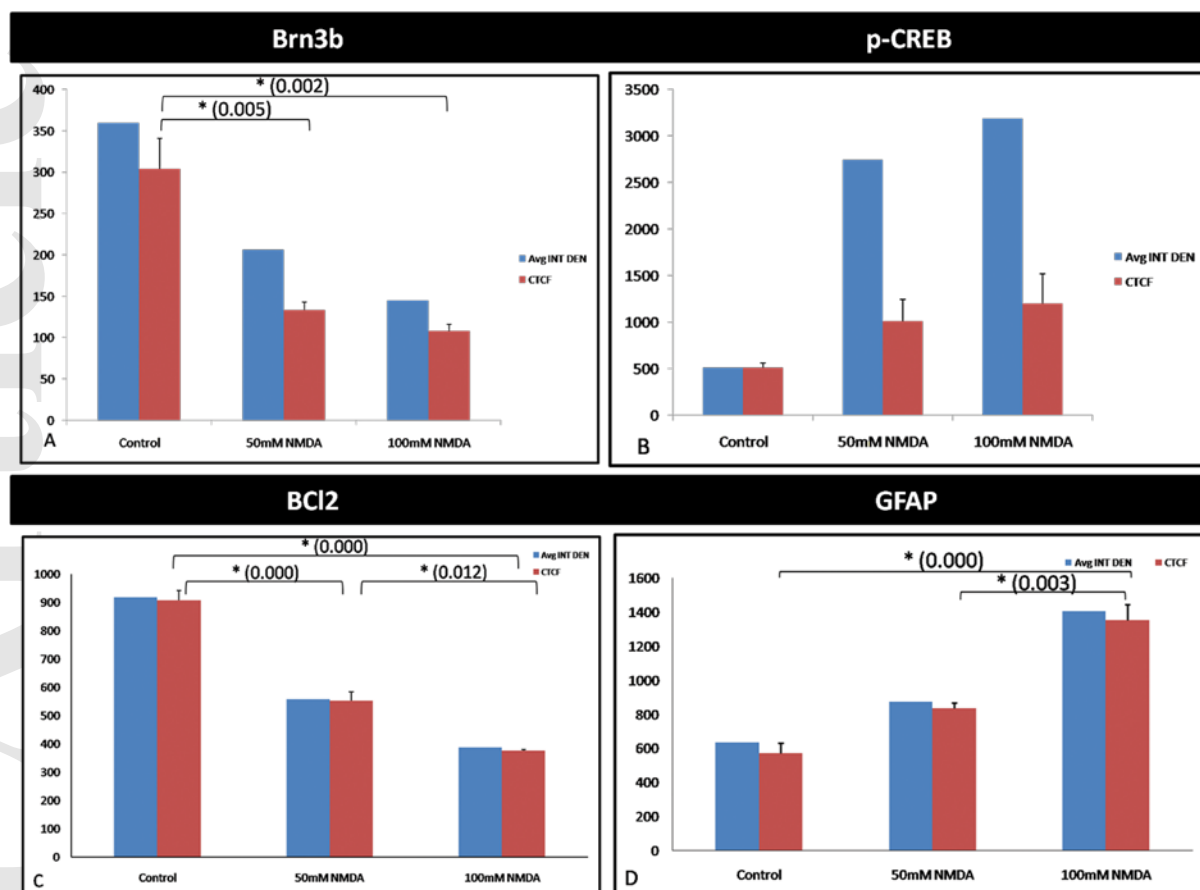 Brn3b
* (0.002)
* (0.005)
400
350
300
250
200
150
100
50
0
Avg INT DEN
CTCF
Control 50mM NMDA 100mM NMDA
A
p-CREB
3500
3000
2500
2000
1500
1000
500
0
Avg INT DEN
CTCF
Control 50mM NMDA 100mM NMDA
B
BCl2
* (0.000)
* (0.000) * (0.012)
Avg INT DEN
CTCF
1000
900
800
700
600
500
400
300
200
100
0
Control 50mM NMDA 100mM NMDA
C
GFAP
* (0.000)
* (0.003)
Avg INT DEN CTCF
1600
1400
1200
1000
800
600
400
200
0
Control 50mM NMDA 100mM NMDA
D